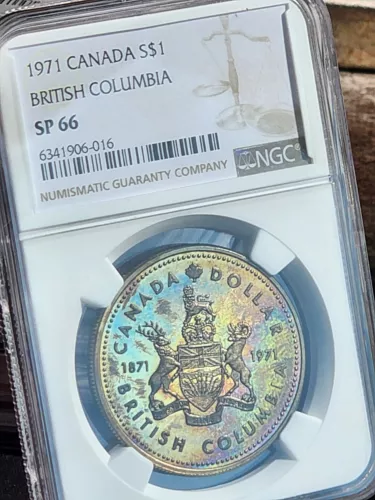 1971 CANADA S$1
BRITISH COLUMBIA
SP 66
6341906-016
NGC
NUMISMATIC GUARANTY COMPANY
CANADA DOLLAR
1871 1971
BRITISH COLUMBIA